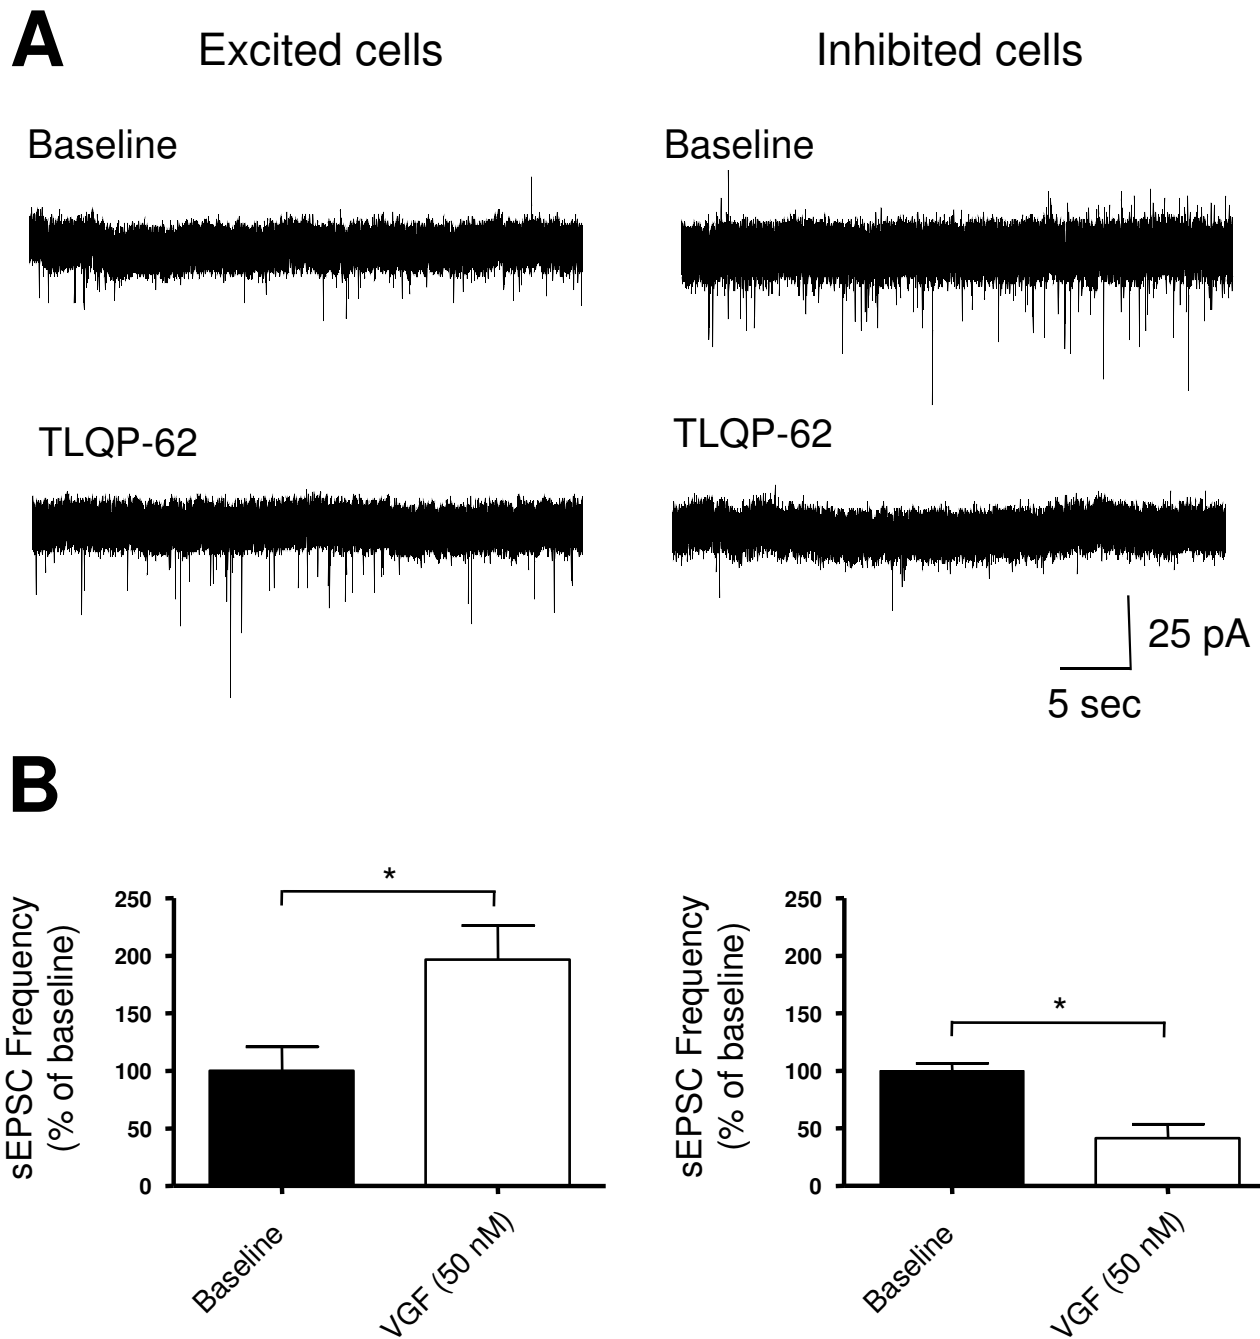 A
Excited cells
Inhibited cells
Baseline
Baseline
TLQP-62
TLQP-62
25 pA
5 sec
B
sEPSC Frequency
(% of baseline)
250
200
150
100
50
0
*
Baseline
VGF (50 nM)
sEPSC Frequency
(% of baseline)
250
200
150
100
50
0
*
Baseline
VGF (50 nM)